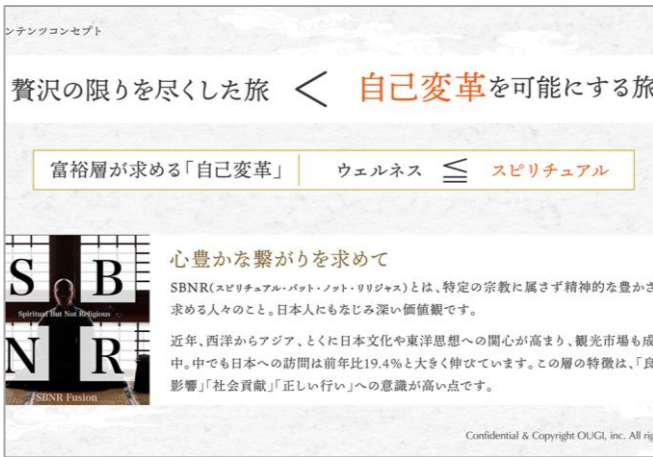 ンテンツコンセプト
贅沢の限りを尽くした旅 < 自己変革を可能にする旅
富裕層が求める「自己変革」 ウェルネス ≦ スピリチュアル
S B
Spiritual But Not Religious
N R
SBNR Fusion
心豊かな繋がりを求めて
SBNR(スピリチュアル・バット・ノット・リリジャス)とは、特定の宗教に属さず精神的な豊かさ
求める人々のこと。日本人にもなじみ深い価値観です。
近年、西洋からアジア、とくに日本文化や東洋思想への関心が高まり、観光市場も成
中。中でも日本への訪問は前年比19.4%と大きく伸びています。この層の特徴は、「良
影響」「社会貢献」「正しい行い」への意識が高い点です。
Confidential & Copyright OUGI, inc. All rig